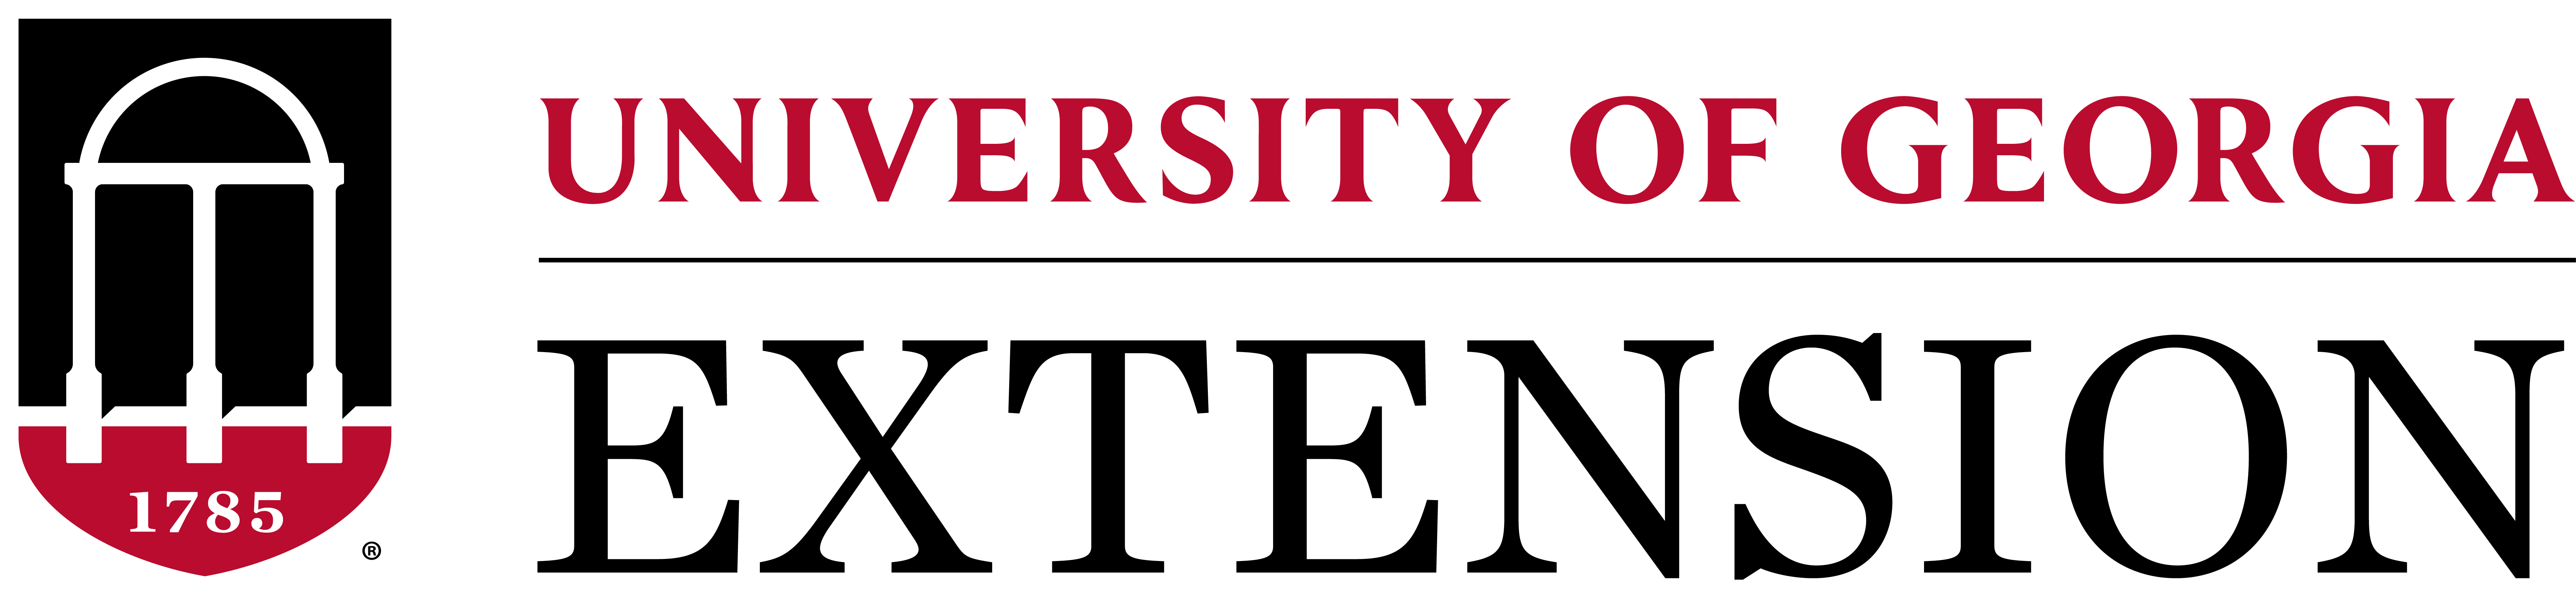 UNIVERSITY OF GEORGIA
EXTENSION
1785
®